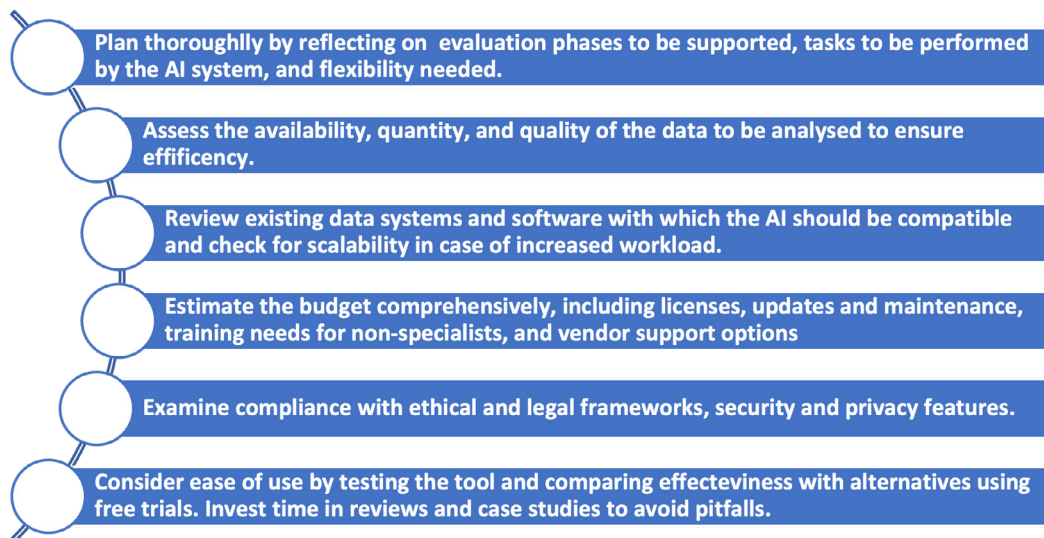 Plan thoroughlly by reflecting on evaluation phases to be supported, tasks to be performed
by the AI system, and flexibility needed.
Assess the availability, quantity, and quality of the data to be analysed to ensure
effificency.
Review existing data systems and software with which the AI should be compatible
and check for scalability in case of increased workload.
Estimate the budget comprehensively, including licenses, updates and maintenance,
training needs for non-specialists, and vendor support options
Examine compliance with ethical and legal frameworks, security and privacy features.
Consider ease of use by testing the tool and comparing effecteviness with alternatives using
free trials. Invest time in reviews and case studies to avoid pitfalls.